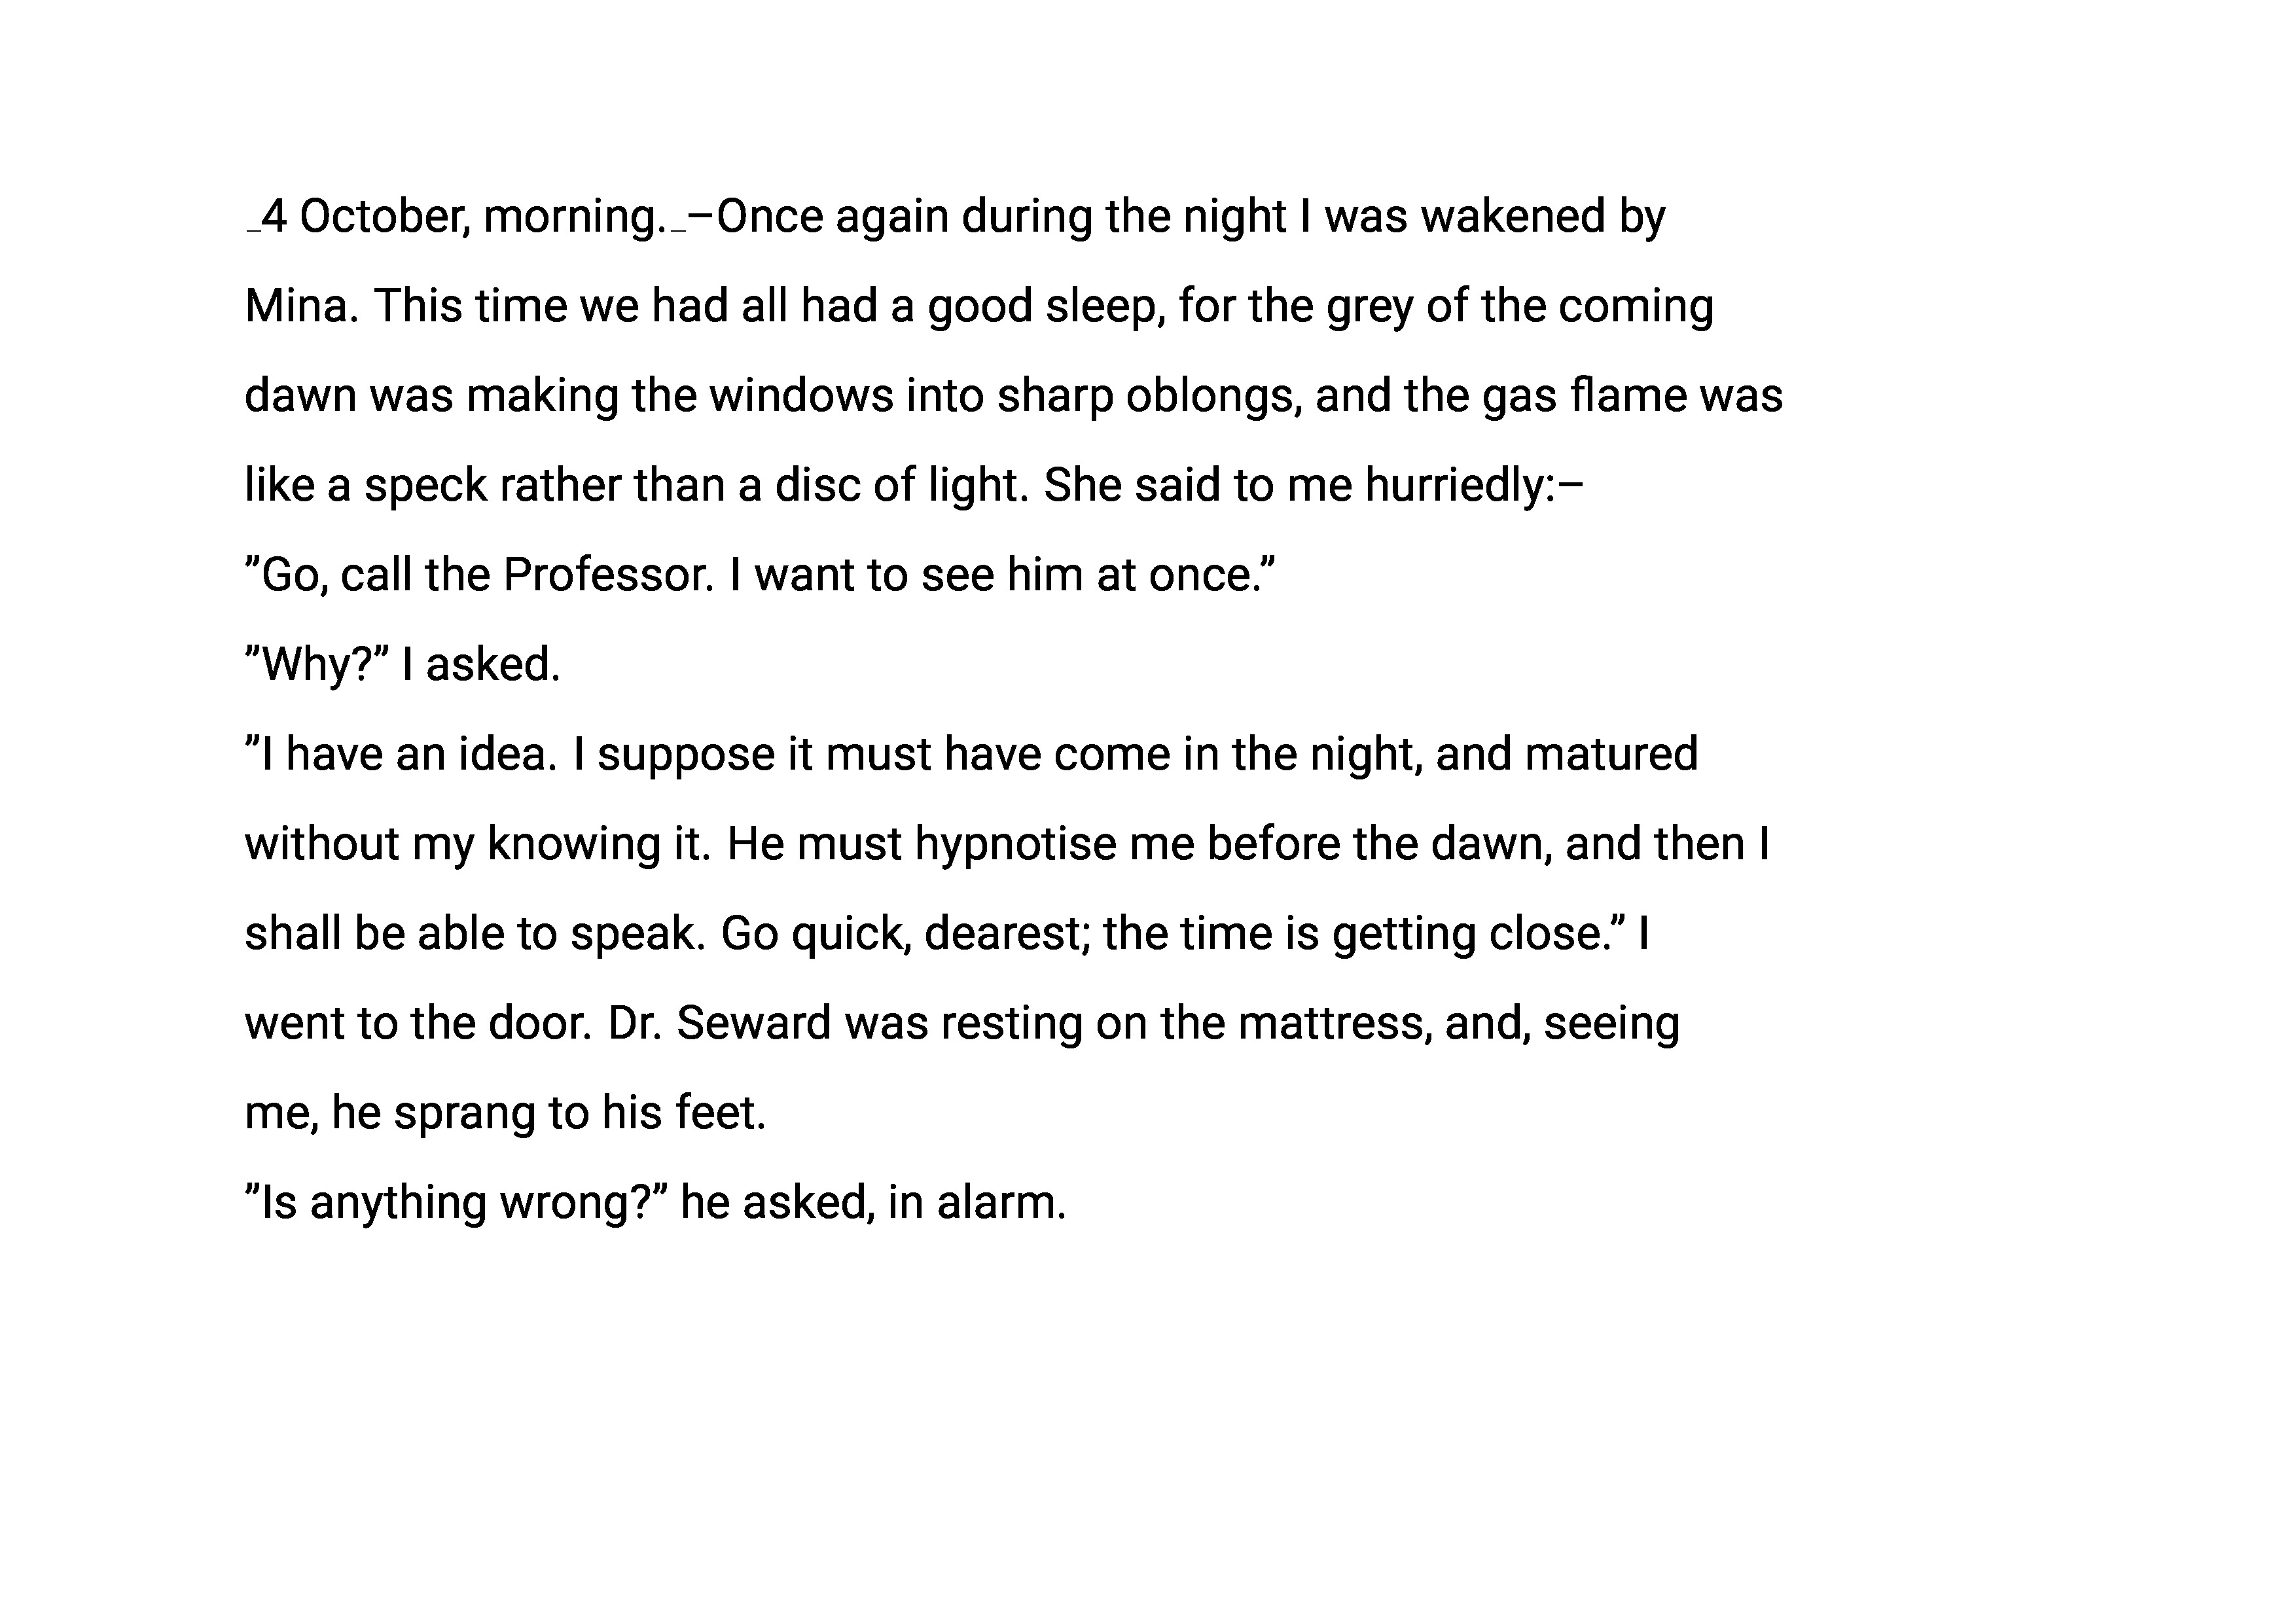 _4 October, morning._–Once again during the night I was wakened by
Mina. This time we had all had a good sleep, for the grey of the coming
dawn was making the windows into sharp oblongs, and the gas flame was
like a speck rather than a disc of light. She said to me hurriedly:–
”Go, call the Professor. I want to see him at once.”
”Why?” I asked.
”I have an idea. I suppose it must have come in the night, and matured
without my knowing it. He must hypnotise me before the dawn, and then I
shall be able to speak. Go quick, dearest; the time is getting close.” I
went to the door. Dr. Seward was resting on the mattress, and, seeing
me, he sprang to his feet.
”Is anything wrong?” he asked, in alarm.